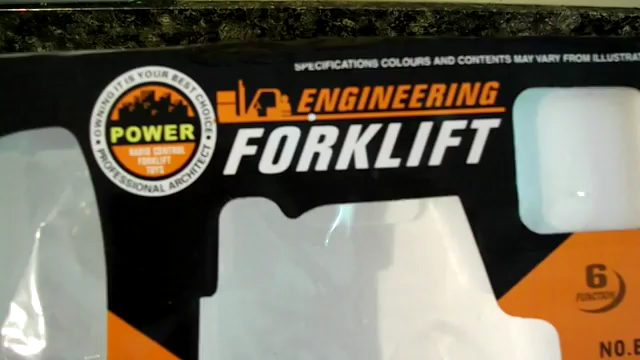 SPECIFICATIONS COLOURS AND CONTENTS MAY VARY FROM
OWNING IT IS YOUR BEST CHOICE
POWER
RADIO CONTROL
FORKLIFT
TOYS
PROFESSIONAL ARCHITECT
ENGINEERING
FORKLIFT
6
FUNCTION
NO.